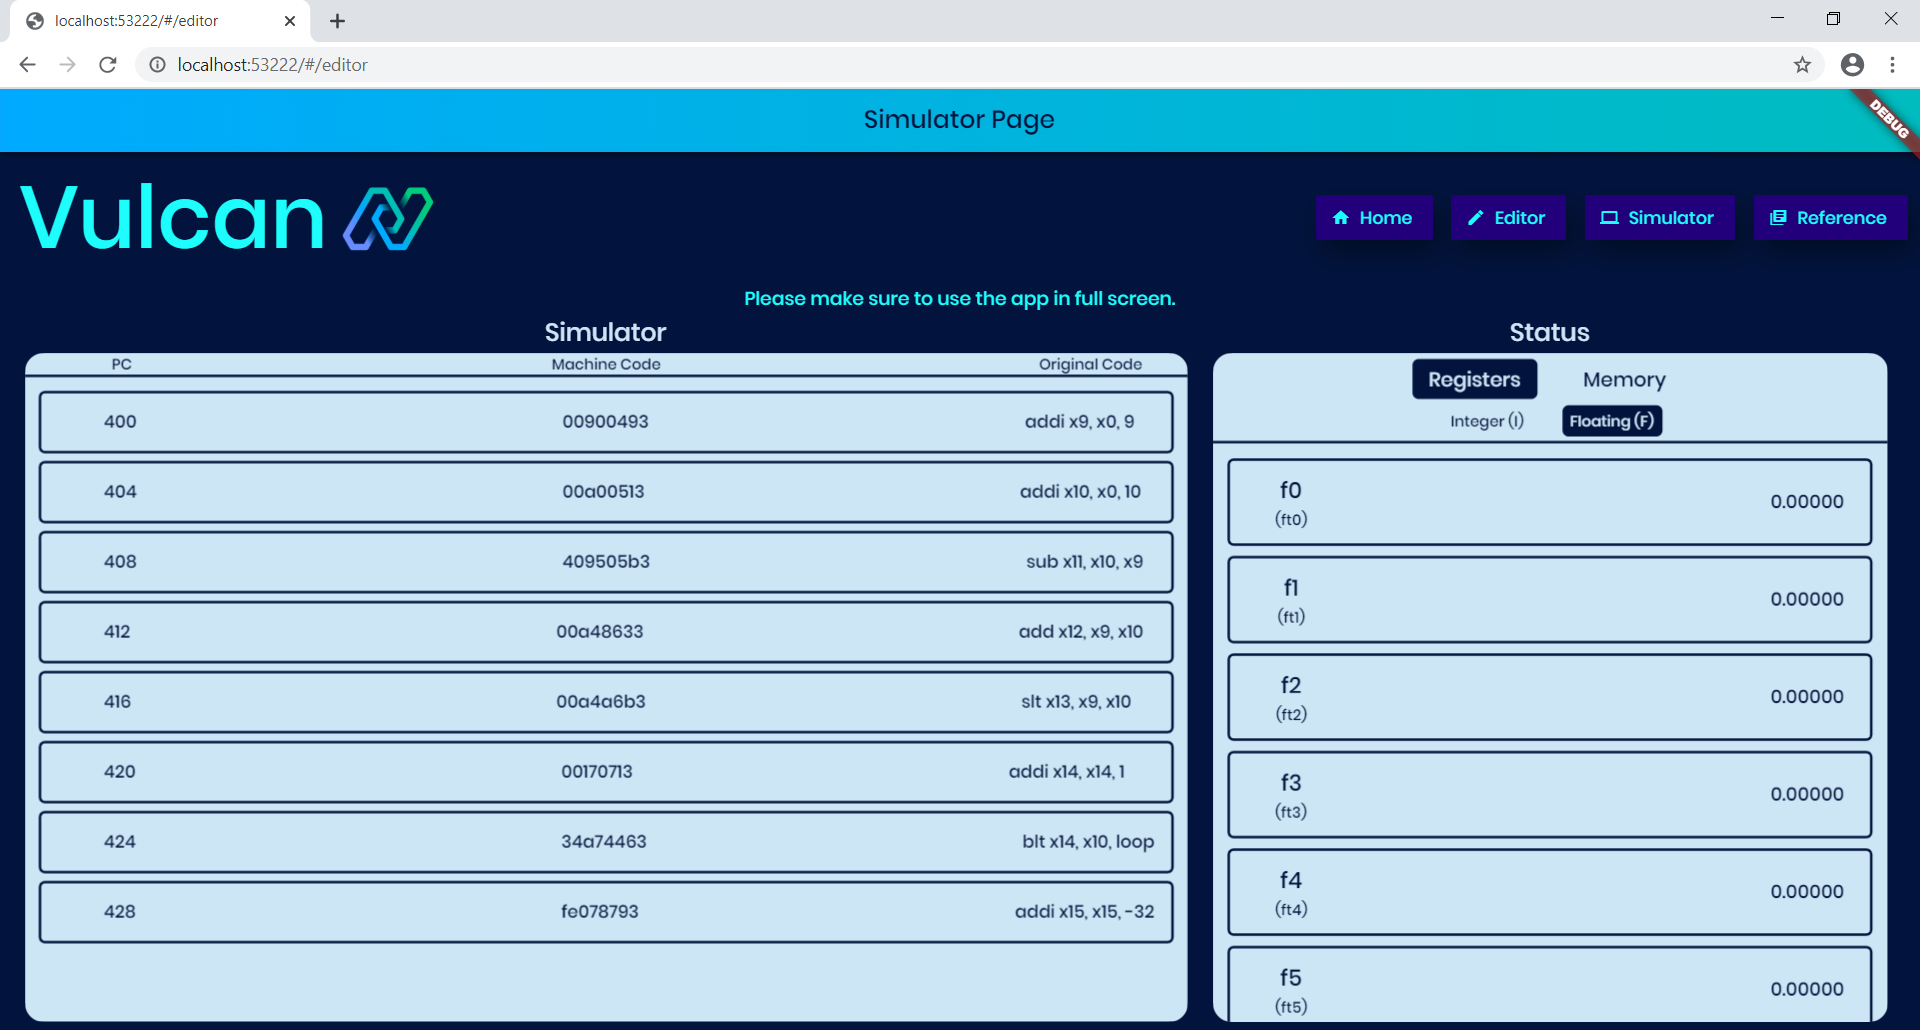 localhost:53222/#/editor
localhost:53222/#/editor
Simulator Page
DEBUG
Vulcan
Home Editor Simulator Reference
Please make sure to use the app in full screen.
Simulator
PC Machine Code Original Code
400 00900493 addi x9, x0, 9
404 00a00513 addi x10, x0, 10
408 409505b3 sub x11, x10, x9
412 00a48633 add x12, x9, x10
416 00a4a6b3 slt x13, x9, x10
420 00170713 addi x14, x14, 1
424 34a74463 blt x14, x10, loop
428 fe078793 addi x15, x15, -32
Status
Registers Memory
Integer (I) Floating (F)
f0 0.00000
(ft0)
f1 0.00000
(ft1)
f2 0.00000
(ft2)
f3 0.00000
(ft3)
f4 0.00000
(ft4)
f5 0.00000
(ft5)